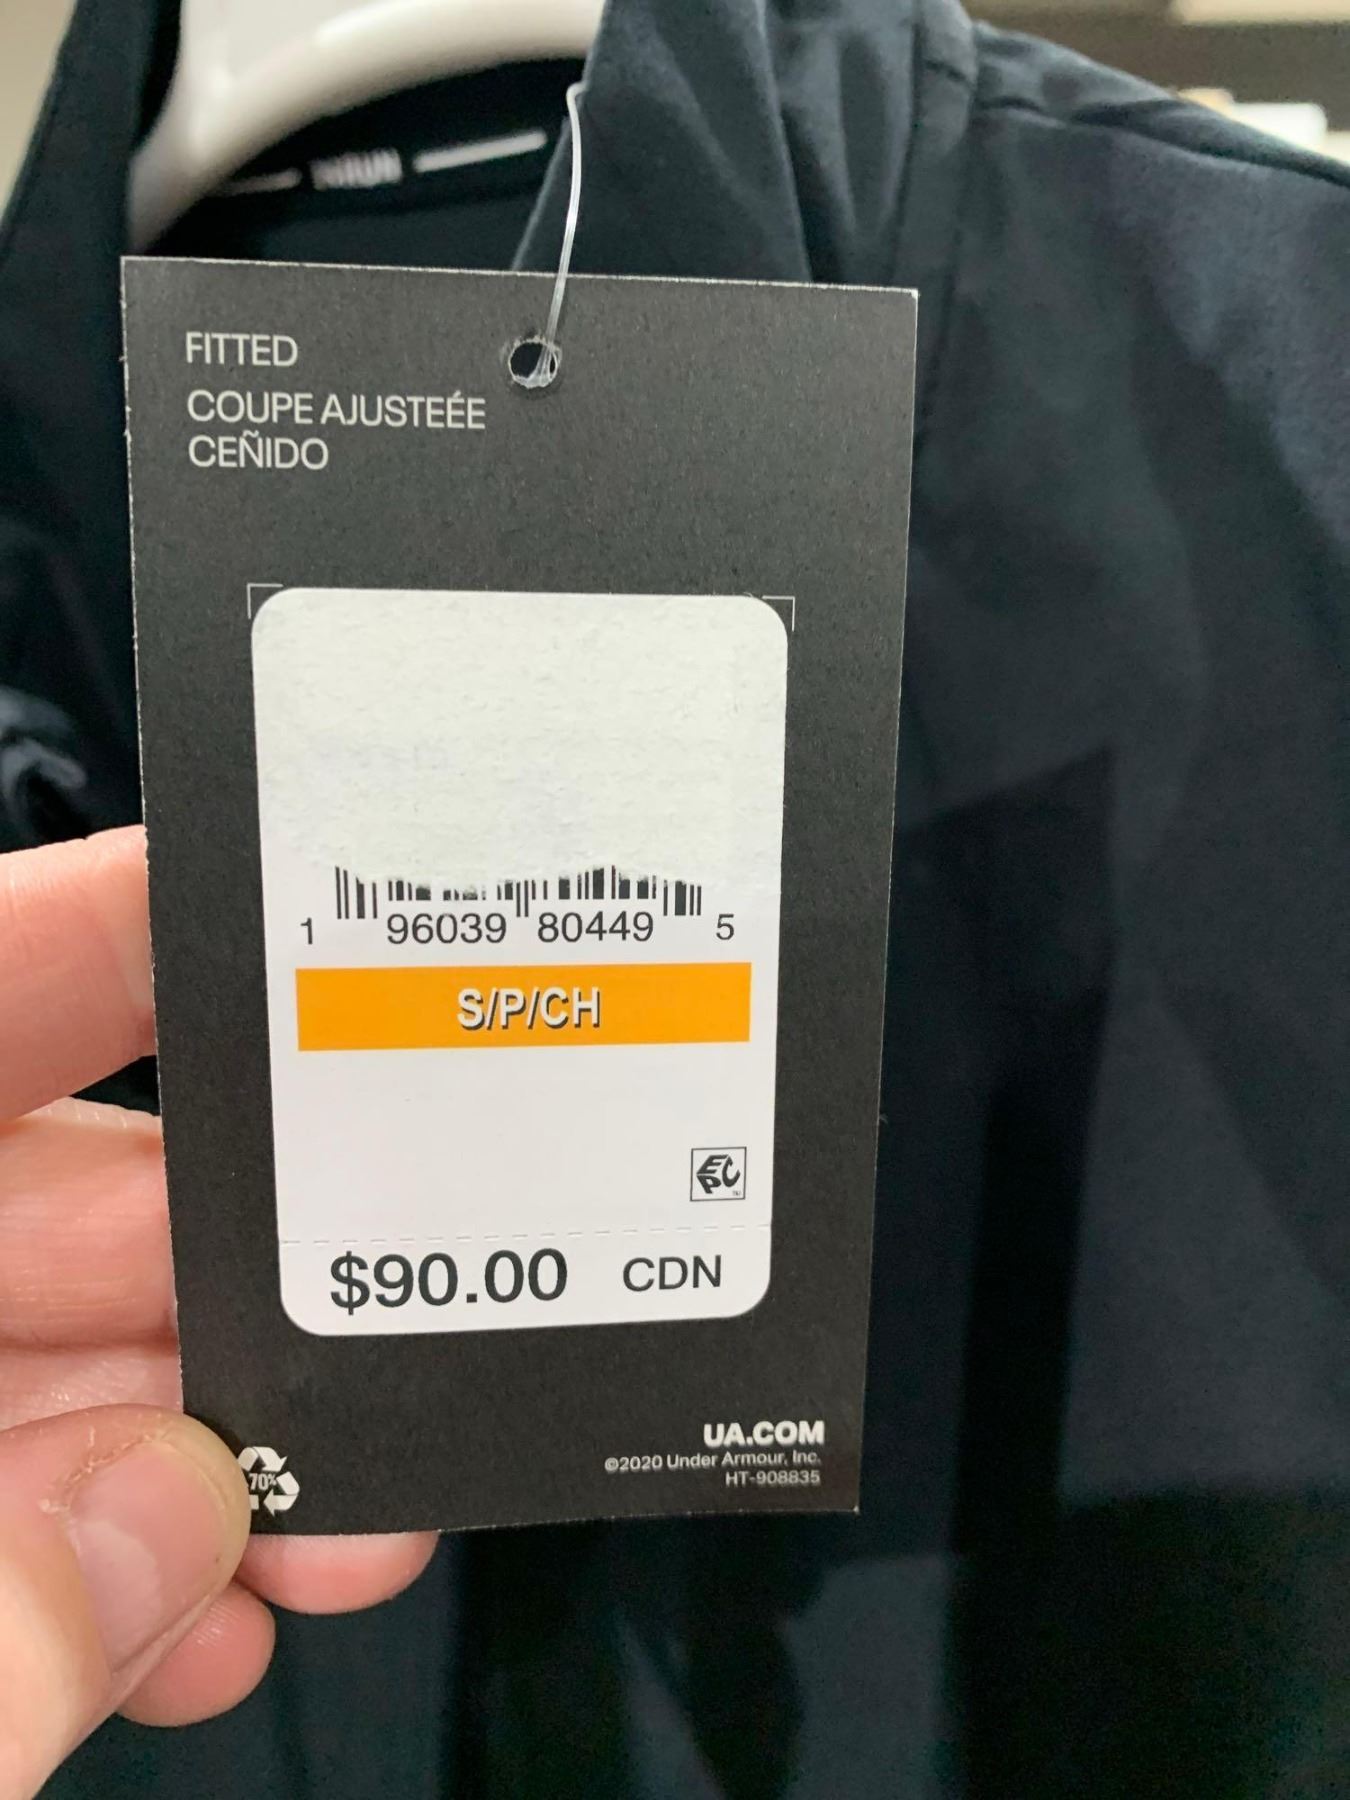 FITTED
COUPE AJUSTEÉE
CEÑIDO
1 96039 80449 5
S/P/CH
EPC
$90.00 CDN
UA.COM
©2020 Under Armour, Inc.
HT-908835
70%